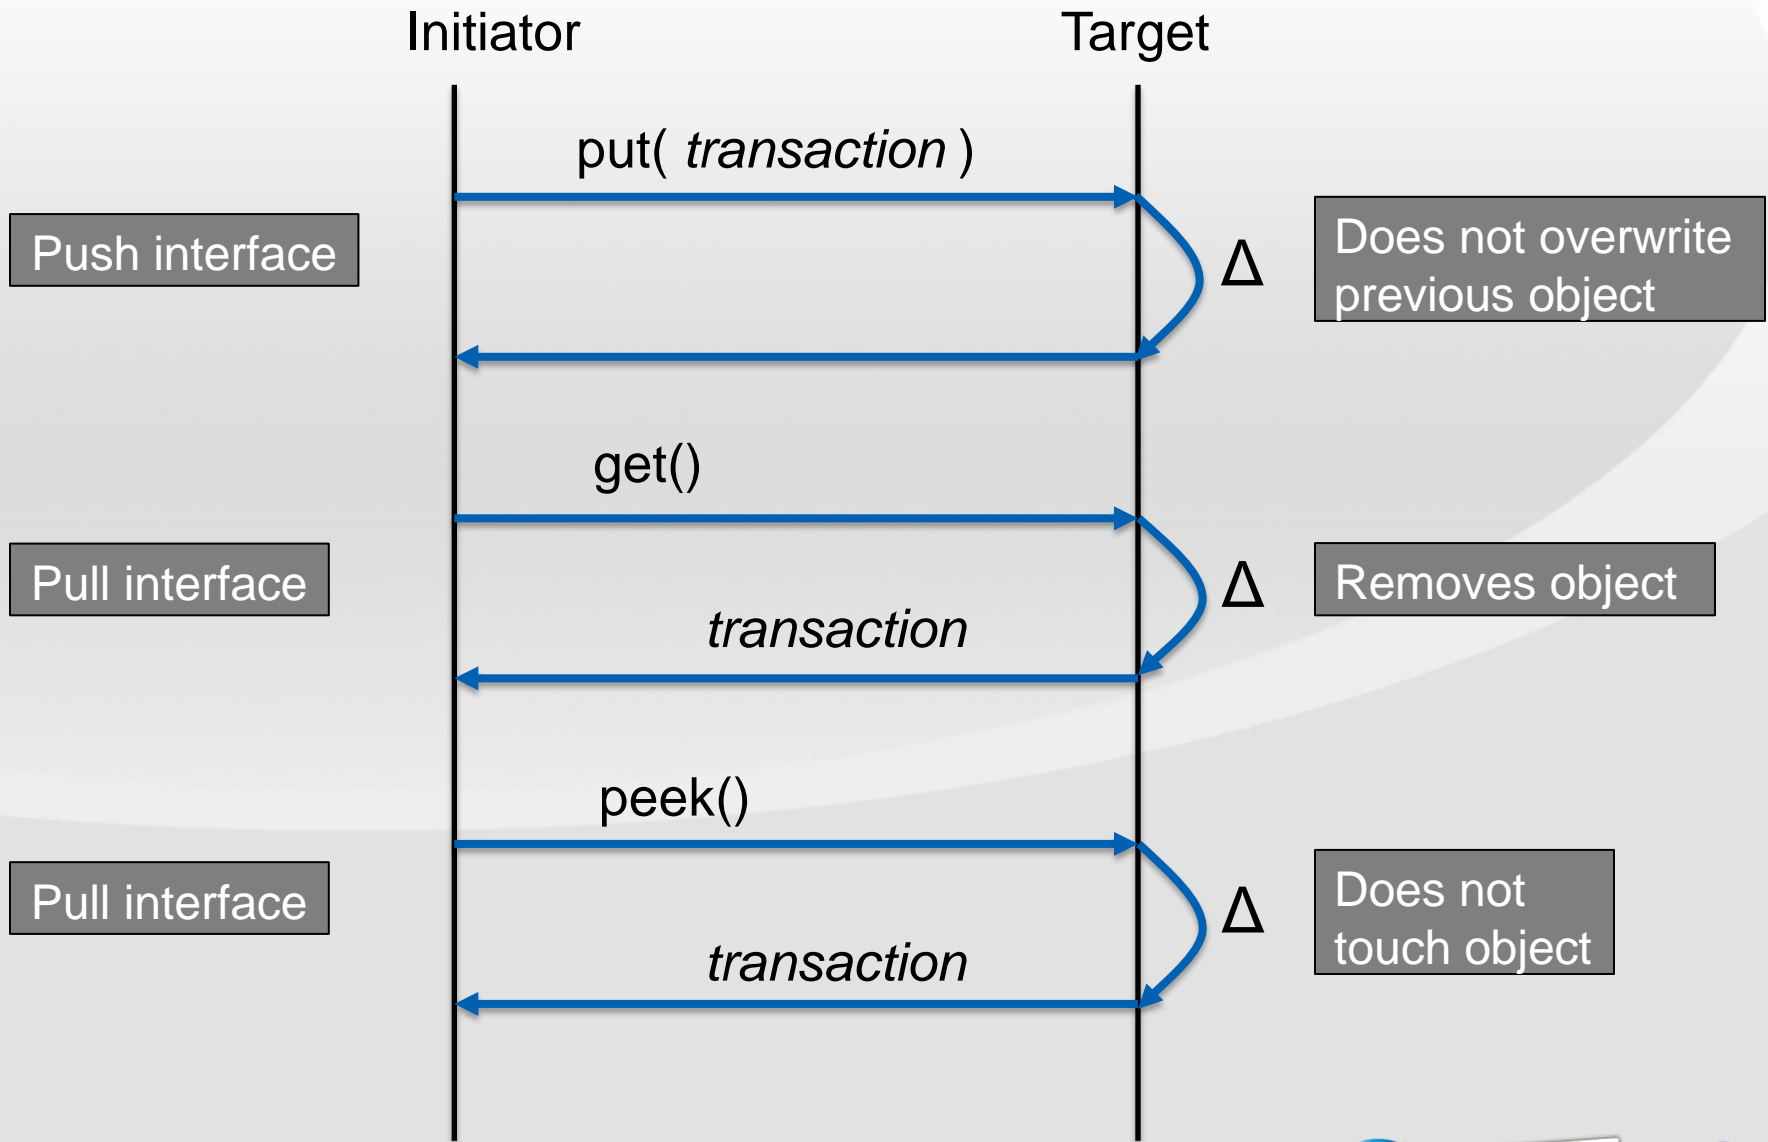 Initiator
Target
put( transaction )
Push interface
Δ
Does not overwrite
previous object
get()
Pull interface
Δ
Removes object
transaction
peek()
Pull interface
Δ
Does not
touch object
transaction